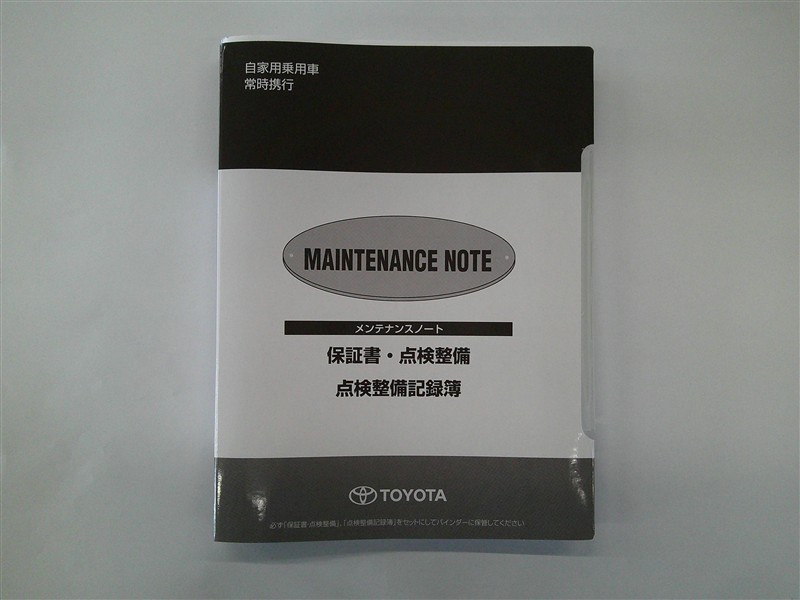 自家用乗用車
常時携行
MAINTENANCE NOTE
メンテナンスノート
保証書・点検整備
点検整備記録簿
TOYOTA
必ず「保証書・点検整備」、「点検整備記録簿」をセットにしてバインダーに保管してください